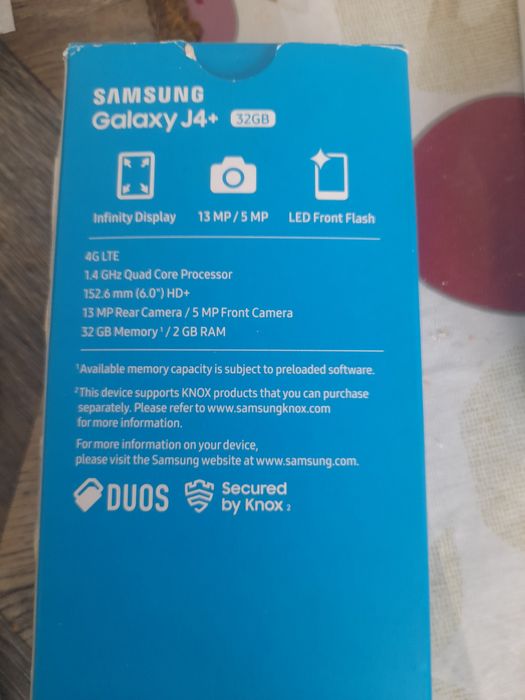 SAMSUNG
Galaxy J4+ 32GB
Infinity Display 13 MP / 5 MP LED Front Flash
4G LTE
1.4 GHz Quad Core Processor
152.6 mm (6.0") HD+
13 MP Rear Camera / 5 MP Front Camera
32 GB Memory¹ / 2 GB RAM
¹Available memory capacity is subject to preloaded software.
²This device supports KNOX products that you can purchase
separately. Please refer to www.samsungknox.com
for more information.
For more information on your device,
please visit the Samsung website at www.samsung.com.
DUOS Secured
by Knox 2